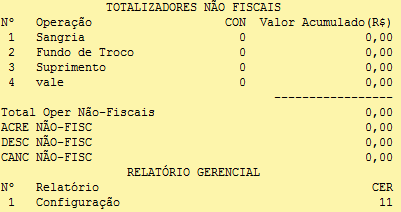 TOTALIZADORES NÃO FISCAIS
Nº Operação CON Valor Acumulado(R$)
1 Sangria 0 0,00
2 Fundo de Troco 0 0,00
3 Suprimento 0 0,00
4 vale 0 0,00
------------------
Total Oper Não-Fiscais 0,00
ACRE NÃO-FISC 0,00
DESC NÃO-FISC 0,00
CANC NÃO-FISC 0,00
RELATÓRIO GERENCIAL
Nº Relatório CER
1 Configuração 11